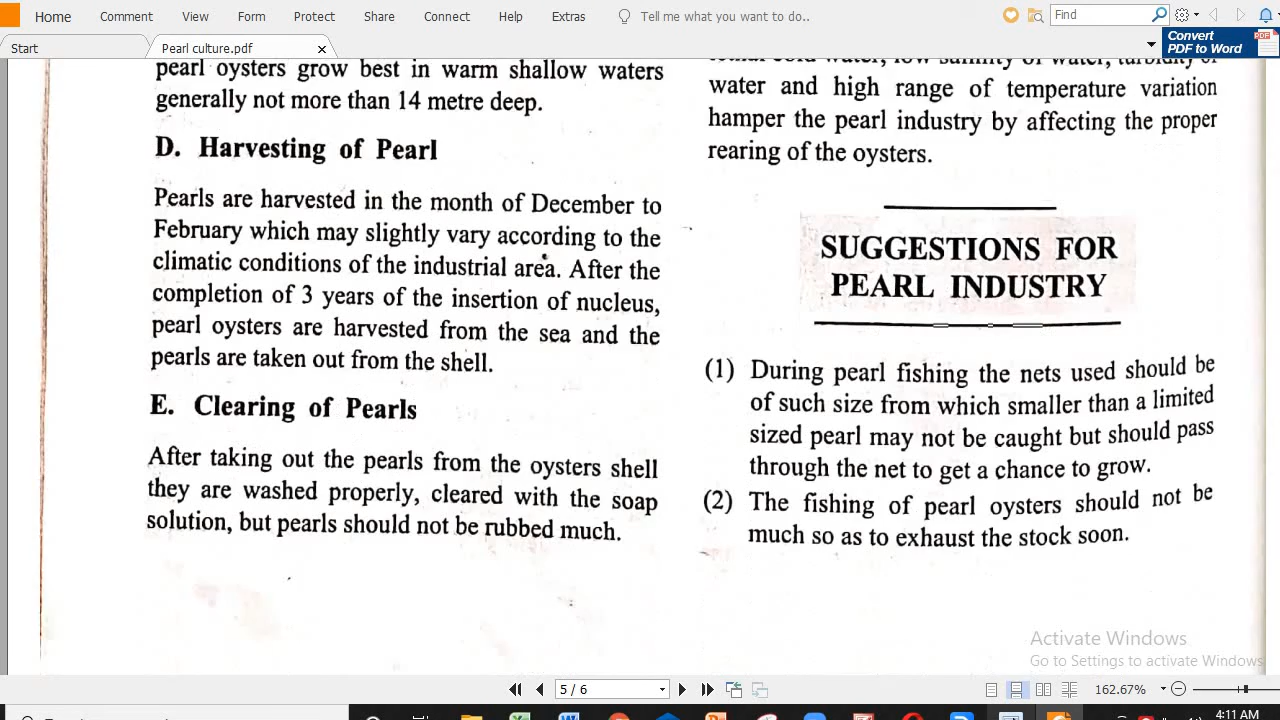 Home Comment View Form Protect Share Connect Help Extras Tell me what you want to do.. Find
Start Pearl culture.pdf x
Convert
PDF to Word
PDF
pearl oysters grow best in warm shallow waters
generally not more than 14 metre deep.
D. Harvesting of Pearl
Pearls are harvested in the month of December to
February which may slightly vary according to the
climatic conditions of the industrial area. After the
completion of 3 years of the insertion of nucleus,
pearl oysters are harvested from the sea and the
pearls are taken out from the shell.
E. Clearing of Pearls
After taking out the pearls from the oysters shell
they are washed properly, cleared with the soap
solution, but pearls should not be rubbed much.
cold water, low salinity of water, turbidity of
water and high range of temperature variation
hamper the pearl industry by affecting the proper
rearing of the oysters.
SUGGESTIONS FOR
PEARL INDUSTRY
(1) During pearl fishing the nets used should be
of such size from which smaller than a limited
sized pearl may not be caught but should pass
through the net to get a chance to grow.
(2) The fishing of pearl oysters should not be
much so as to exhaust the stock soon.
Activate Windows
Go to Settings to activate Windows
5 / 6
162.67%
4:11 AM